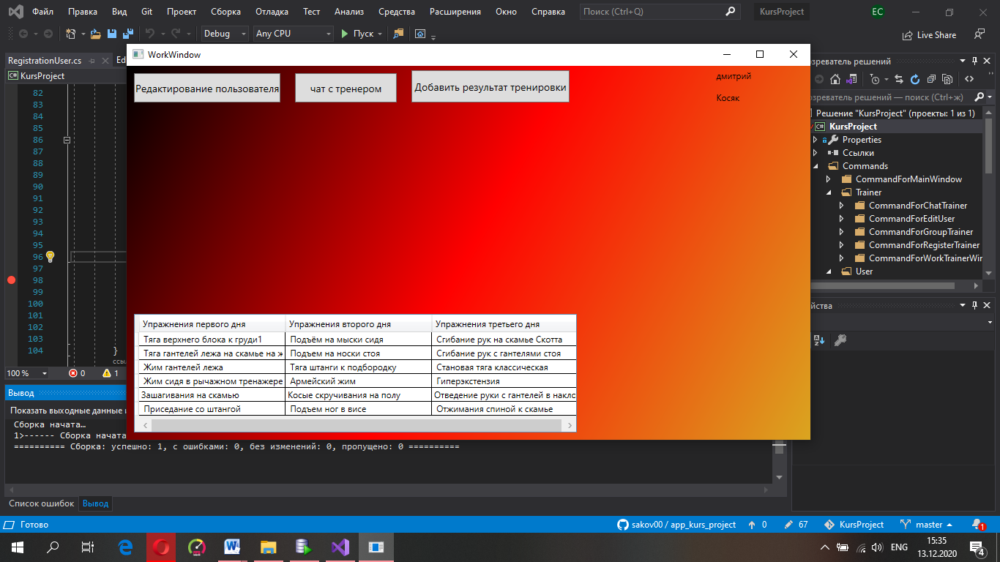 Файл Правка Вид Git Проект Сборка Отладка Тест Анализ Средства Расширения Окно Справка Поиск (Ctrl+Q) KursProject EC
Debug Any CPU Пуск Live Share
RegistrationUser.cs Ed
KursProject
WorkWindow
Редактирование пользователя чат с тренером Добавить результат тренировки
дмитрий
Косяк
82
83
84
85
86
87
88
89
90
91
92
93
94
95
96
97
98
99
100
101
102
103
104 }
100 % 0 1
Упражнения первого дня Упражнения второго дня Упражнения третьего дня
Тяга верхнего блока к груди1 Подъём на мыски сидя Сгибание рук на скамье Скотта
Тяга гантелей лежа на скамье на ж Подъем на носки стоя Сгибание рук с гантелями стоя
Жим гантелей лежа Тяга штанги к подбородку Становая тяга классическая
Жим сидя в рычажном тренажере Армейский жим Гиперэкстензия
Зашагивания на скамью Косые скручивания на полу Отведение руки с гантелей в накло
Приседание со штангой Подъем ног в висе Отжимания спиной к скамье
озреватель решений
озреватель решений — поиск (Ctrl+ж)
Решение "KursProject" (проекты: 1 из 1)
KursProject
Properties
Ссылки
Commands
CommandForMainWindow
Trainer
CommandForChatTrainer
CommandForEditUser
CommandForGroupTrainer
CommandForRegisterTrainer
CommandForWorkTrainerWir
User
йства
Вывод
Показать выходные данные и
Сборка начата…
1>------ Сборка начата
========== Сборка: успешно: 1, с ошибками: 0, без изменений: 0, пропущено: 0 ==========
Список ошибок Вывод
Готово sakov00 / app_kurs_project 0 67 KursProject master 1
ENG 15:35 13.12.2020 4